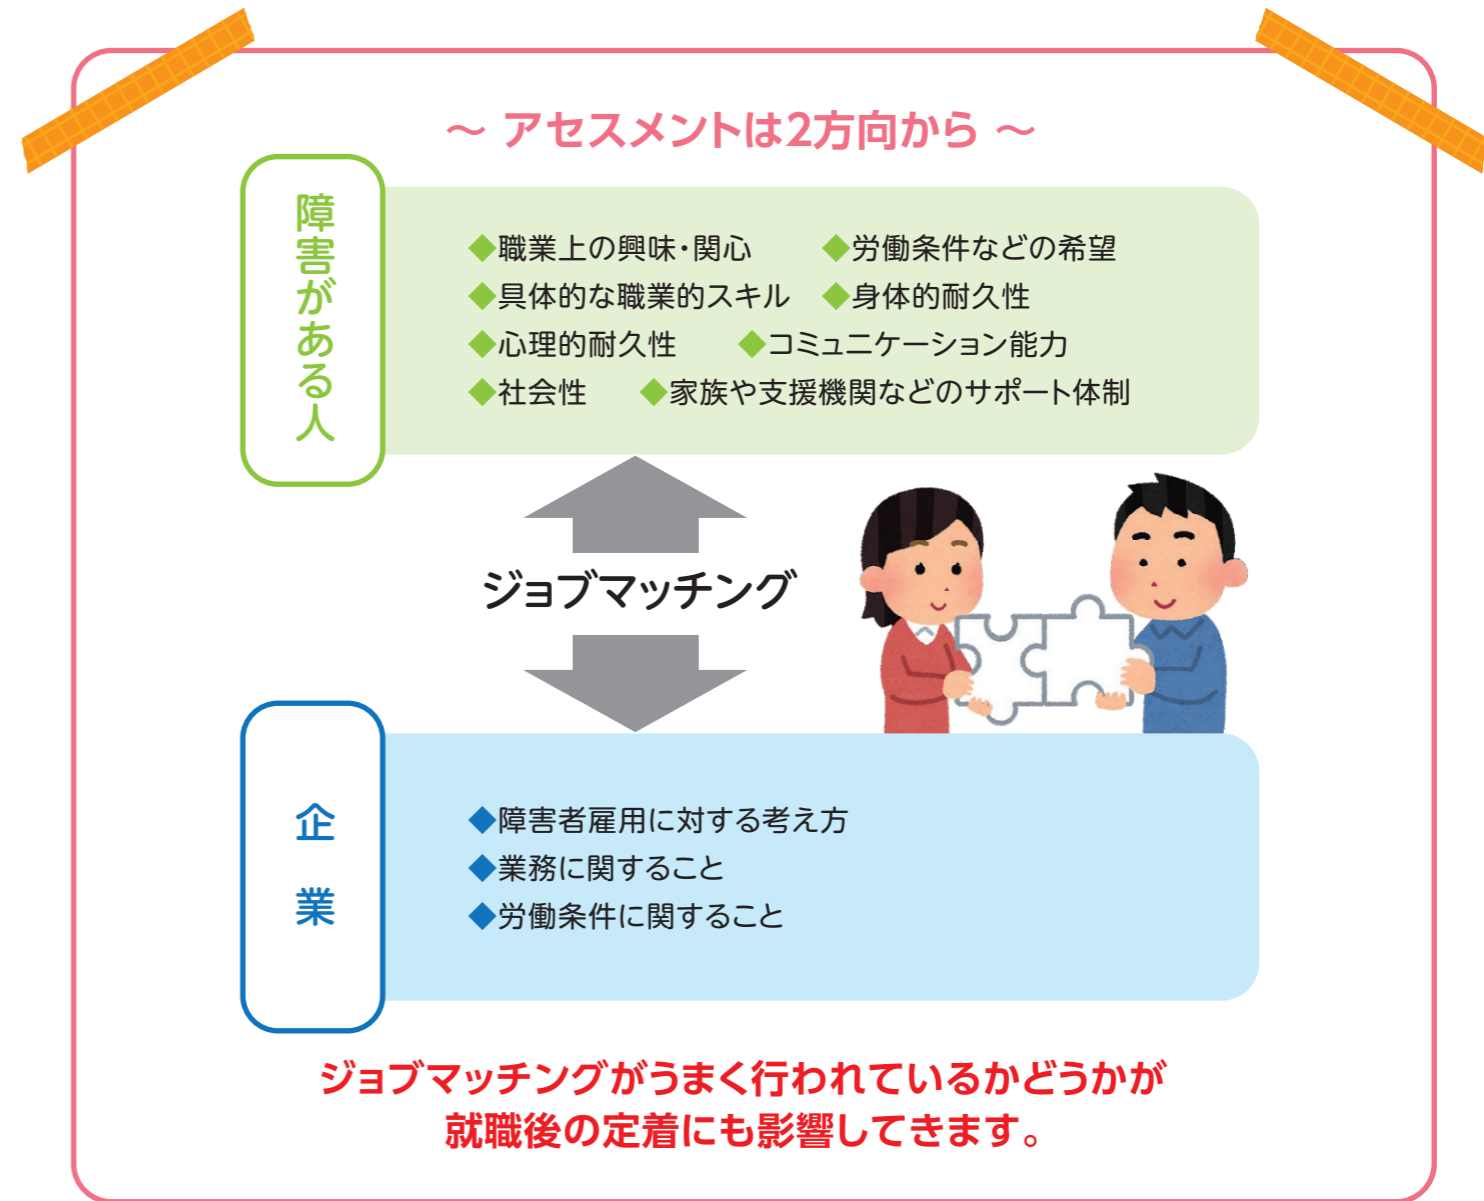 ～ アセスメントは2方向から ～
障害がある人
◆職業上の興味・関心 ◆労働条件などの希望
◆具体的な職業的スキル ◆身体的耐久性
◆心理的耐久性 ◆コミュニケーション能力
◆社会性 ◆家族や支援機関などのサポート体制
ジョブマッチング
企業
◆障害者雇用に対する考え方
◆業務に関すること
◆労働条件に関すること
ジョブマッチングがうまく行われているかどうかが
就職後の定着にも影響してきます。